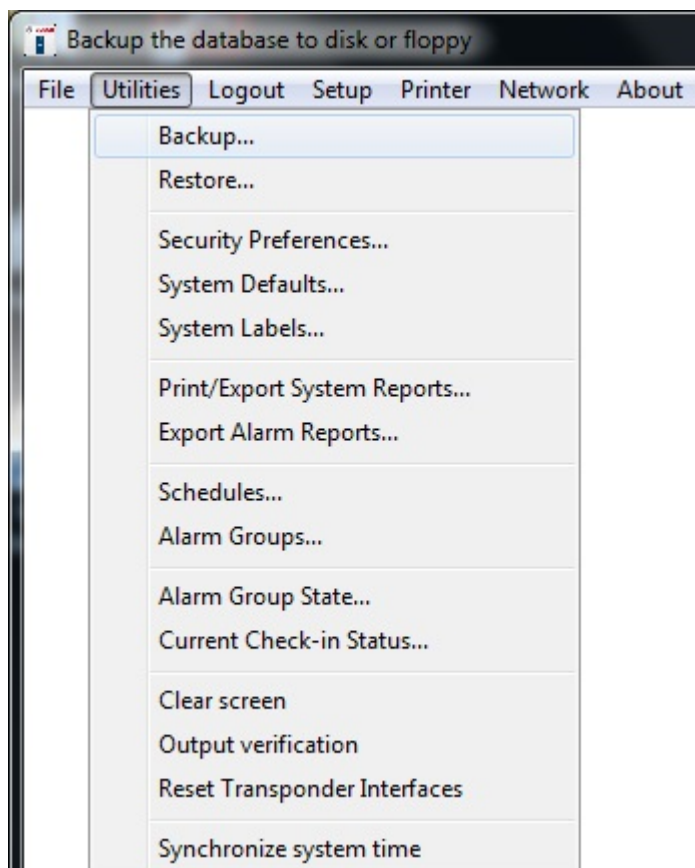 Backup the database to disk or floppy
File Utilities Logout Setup Printer Network About
Backup...
Restore...
Security Preferences...
System Defaults...
System Labels...
Print/Export System Reports...
Export Alarm Reports...
Schedules...
Alarm Groups...
Alarm Group State...
Current Check-in Status...
Clear screen
Output verification
Reset Transponder Interfaces
Synchronize system time